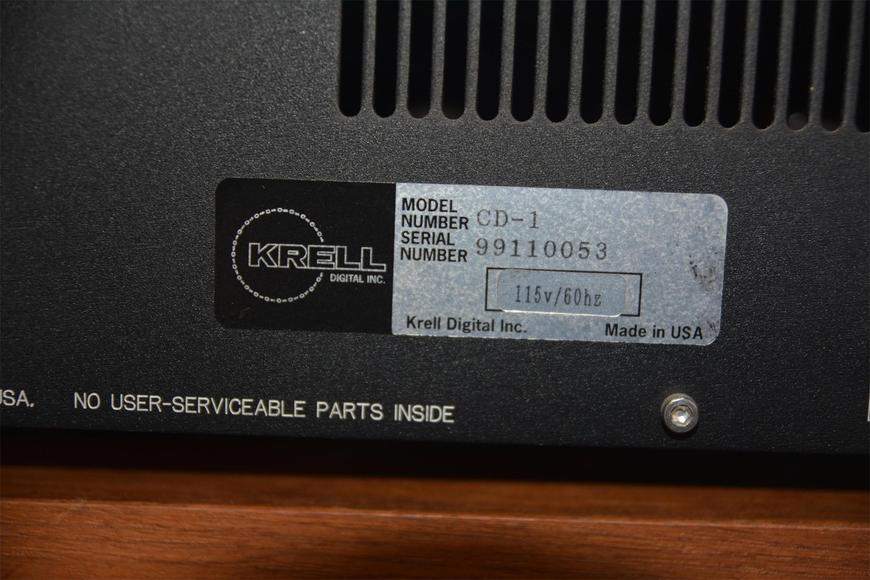 KRELL
DIGITAL INC.
MODEL
NUMBER CD-1
SERIAL
NUMBER 99110053
115v/60hz
Krell Digital Inc. Made in USA
USA. NO USER-SERVICEABLE PARTS INSIDE